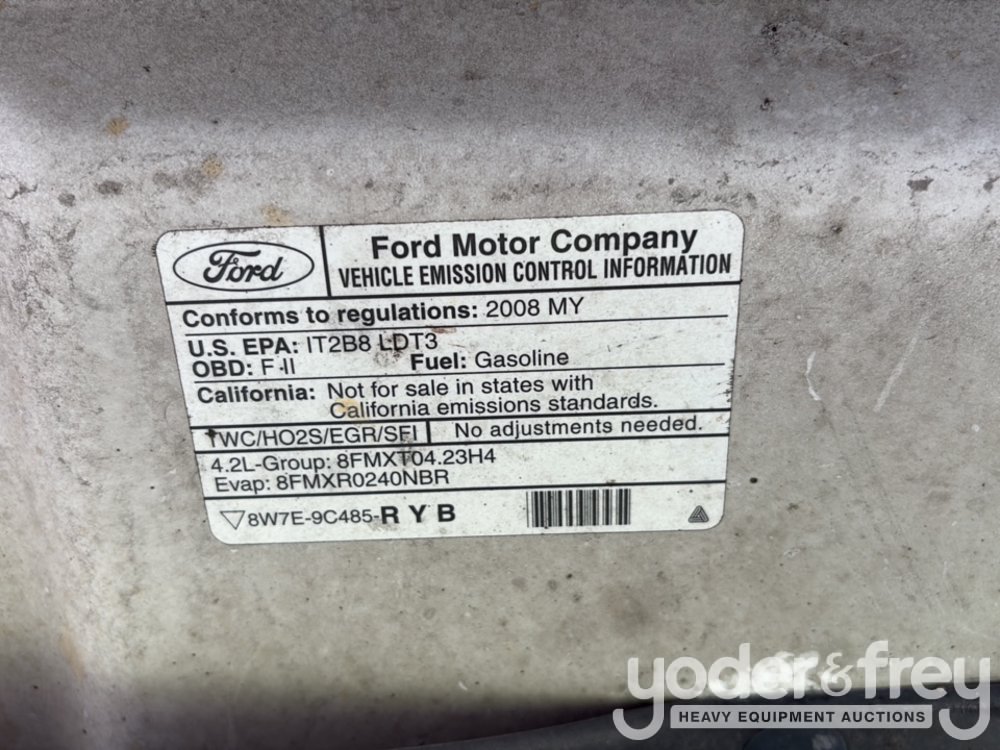 Ford
Ford Motor Company
VEHICLE EMISSION CONTROL INFORMATION
Conforms to regulations: 2008 MY
U.S. EPA: IT2B8 LDT3
OBD: F-II Fuel: Gasoline
California: Not for sale in states with
California emissions standards.
TWC/HO2S/EGR/SFI No adjustments needed.
4.2L-Group: 8FMXT04.23H4
Evap: 8FMXR0240NBR
8W7E-9C485-R Y B
yoder & frey
HEAVY EQUIPMENT AUCTIONS